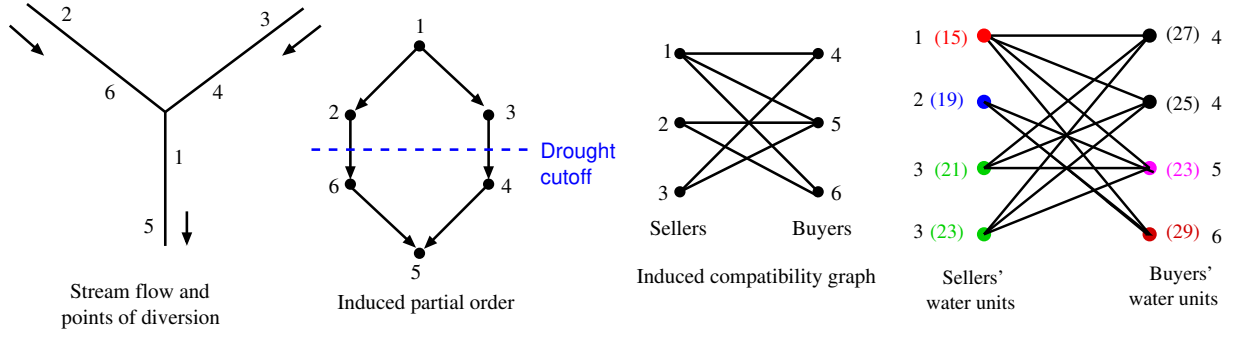 2
3
6
4
1
5
Stream flow and
points of diversion
1
2
3
Drought
cutoff
6
4
5
Induced partial order
1
4
2
5
3
6
Sellers
Buyers
Induced compatibility graph
1 (15)
(27) 4
2 (19)
(25) 4
3 (21)
(23) 5
3 (23)
(29) 6
Sellers'
water units
Buyers'
water units